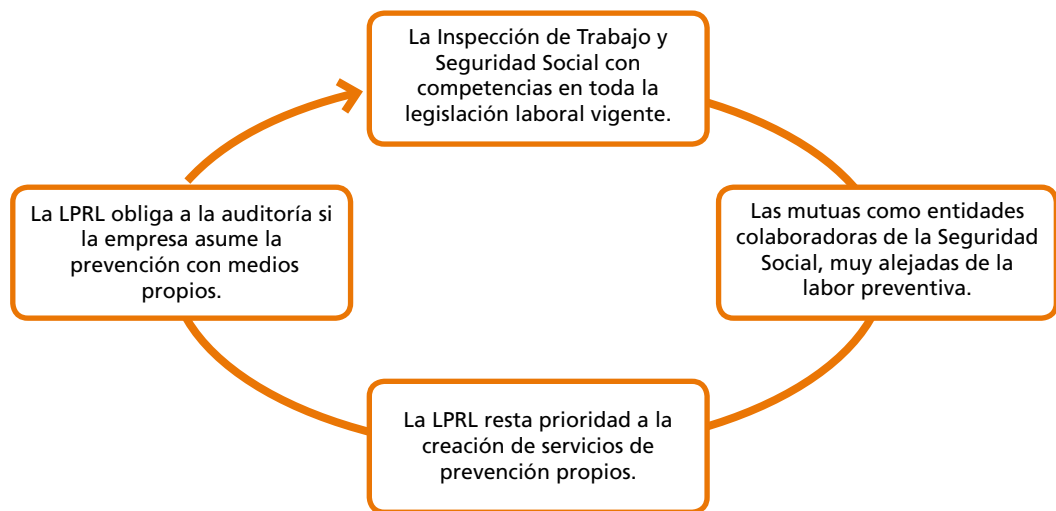 La Inspección de Trabajo y
Seguridad Social con
competencias en toda la
legislación laboral vigente.
Las mutuas como entidades
colaboradoras de la Seguridad
Social, muy alejadas de la
labor preventiva.
La LPRL resta prioridad a la
creación de servicios de
prevención propios.
La LPRL obliga a la auditoría si
la empresa asume la
prevención con medios
propios.